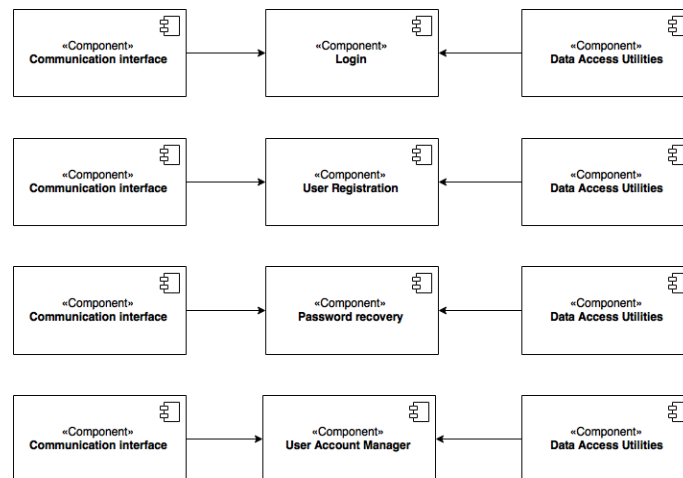 «Component»
Communication interface
«Component»
Login
«Component»
Data Access Utilities
«Component»
Communication interface
«Component»
User Registration
«Component»
Data Access Utilities
«Component»
Communication interface
«Component»
Password recovery
«Component»
Data Access Utilities
«Component»
Communication interface
«Component»
User Account Manager
«Component»
Data Access Utilities